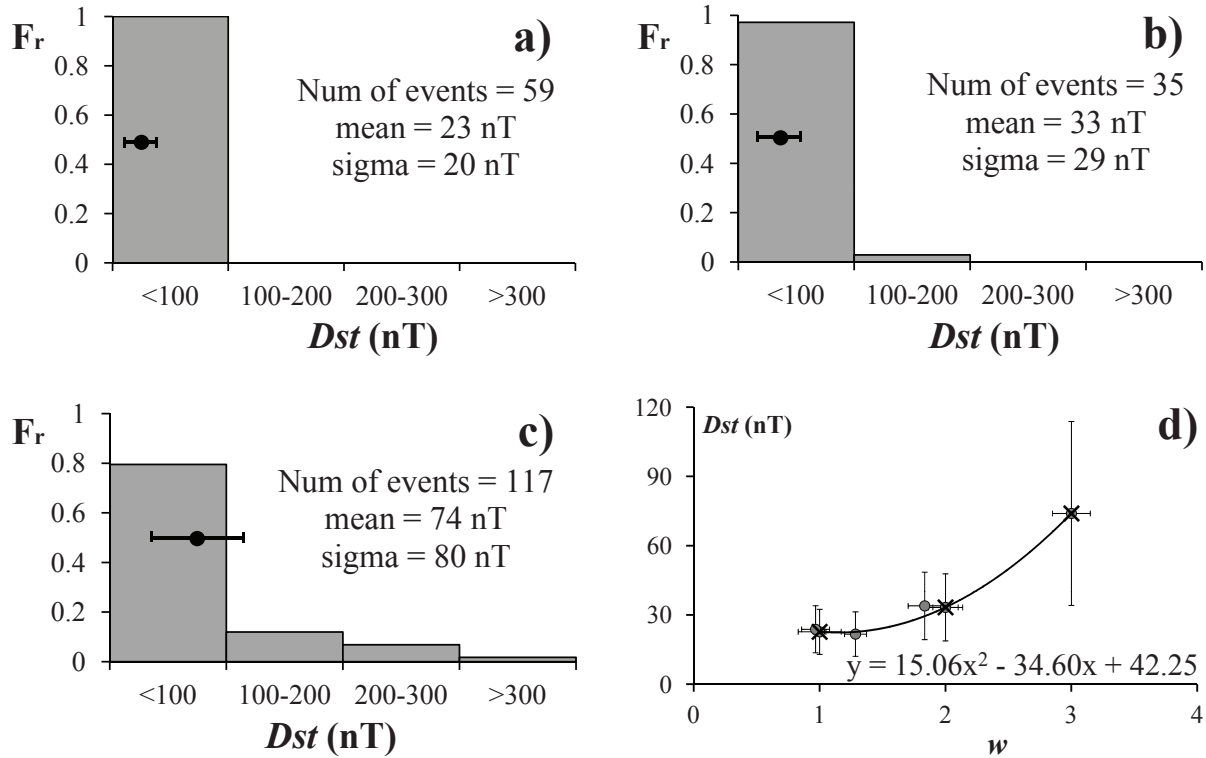 a)
Fr
1
0.8
0.6
0.4
0.2
0
Num of events = 59
mean = 23 nT
sigma = 20 nT
<100 100-200 200-300 >300
Dst (nT)
b)
Fr
1
0.8
0.6
0.4
0.2
0
Num of events = 35
mean = 33 nT
sigma = 29 nT
<100 100-200 200-300 >300
Dst (nT)
c)
Fr
1
0.8
0.6
0.4
0.2
0
Num of events = 117
mean = 74 nT
sigma = 80 nT
<100 100-200 200-300 >300
Dst (nT)
d)
Dst (nT)
120
90
60
30
0
y = 15.06x² - 34.60x + 42.25
0 1 2 3 4
w